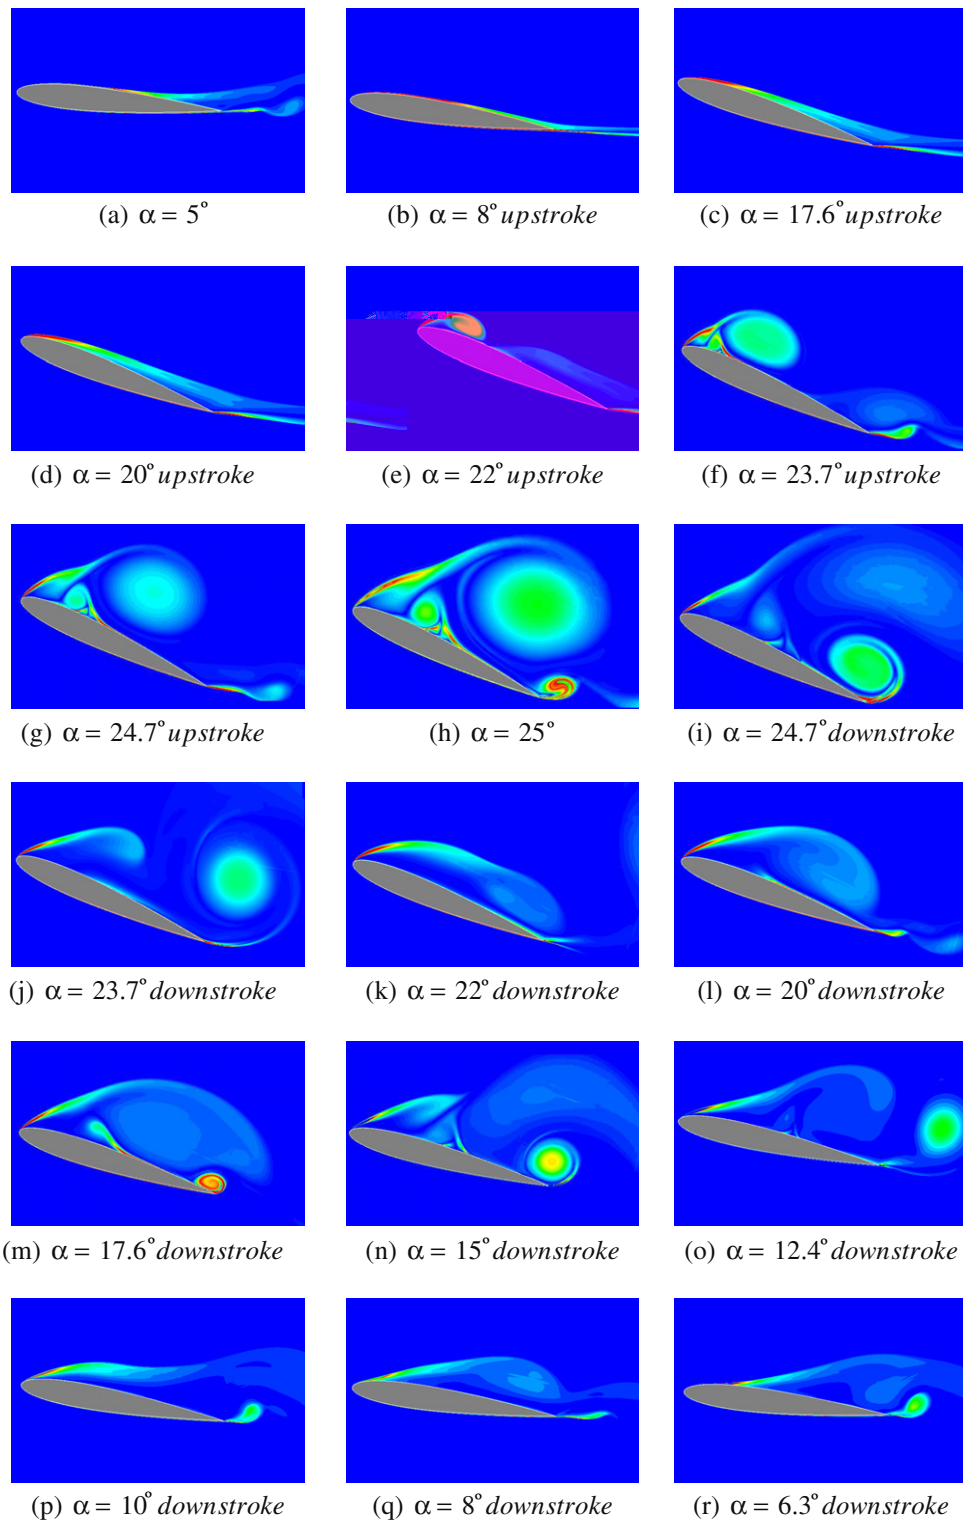 (a) α = 5° (b) α = 8° upstroke (c) α = 17.6° upstroke
(d) α = 20° upstroke (e) α = 22° upstroke (f) α = 23.7° upstroke
(g) α = 24.7° upstroke (h) α = 25° (i) α = 24.7° downstroke
(j) α = 23.7° downstroke (k) α = 22° downstroke (l) α = 20° downstroke
(m) α = 17.6° downstroke (n) α = 15° downstroke (o) α = 12.4° downstroke
(p) α = 10° downstroke (q) α = 8° downstroke (r) α = 6.3° downstroke